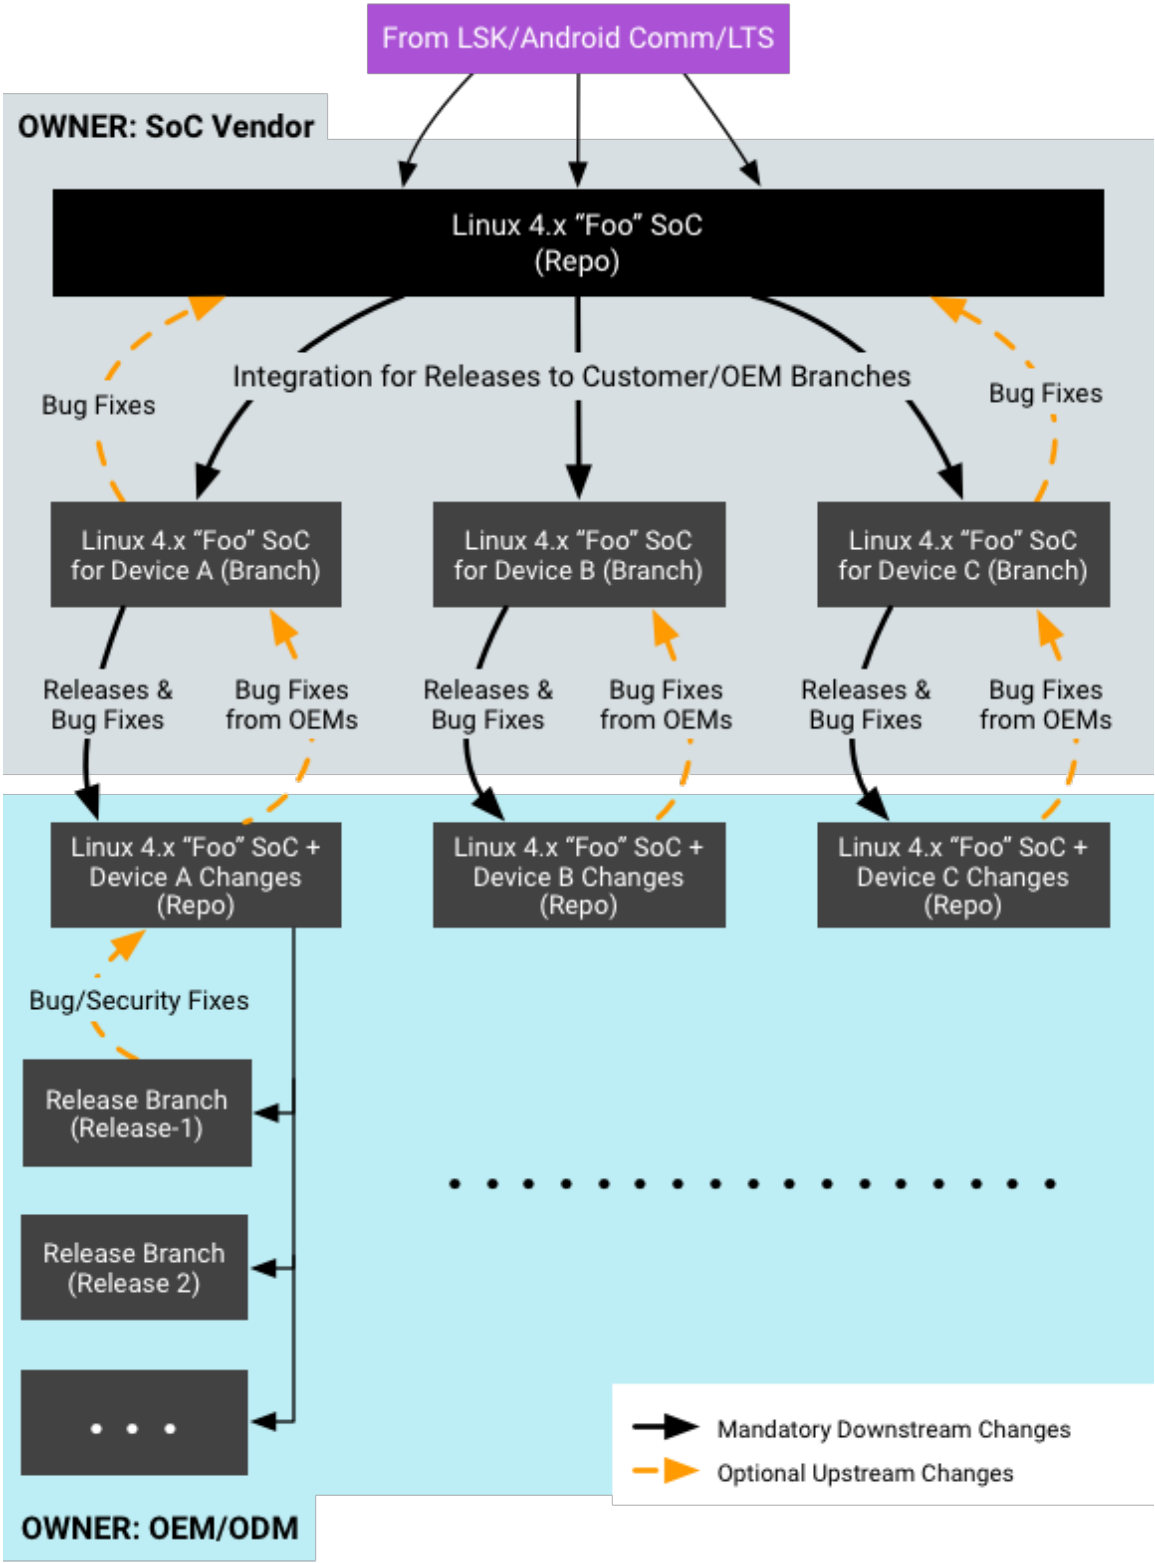 From LSK/Android Comm/LTS
OWNER: SoC Vendor
Linux 4.x “Foo” SoC
(Repo)
Integration for Releases to Customer/OEM Branches
Bug Fixes
Bug Fixes
Linux 4.x “Foo” SoC
for Device A (Branch)
Linux 4.x “Foo” SoC
for Device B (Branch)
Linux 4.x “Foo” SoC
for Device C (Branch)
Releases &
Bug Fixes
Bug Fixes
from OEMs
Releases &
Bug Fixes
Bug Fixes
from OEMs
Releases &
Bug Fixes
Bug Fixes
from OEMs
Linux 4.x “Foo” SoC +
Device A Changes
(Repo)
Linux 4.x “Foo” SoC +
Device B Changes
(Repo)
Linux 4.x “Foo” SoC +
Device C Changes
(Repo)
Bug/Security Fixes
Release Branch
(Release-1)
Release Branch
(Release 2)
. . .
Mandatory Downstream Changes
Optional Upstream Changes
OWNER: OEM/ODM